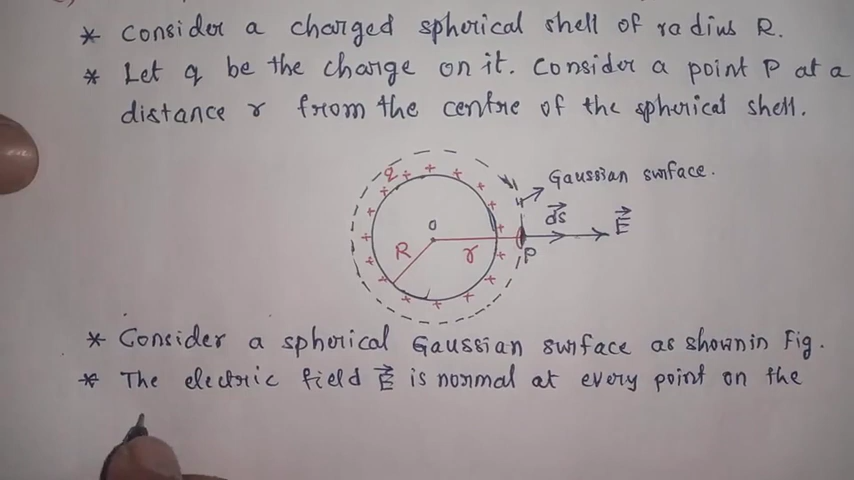 * Consider a charged spherical shell of radius R.
* Let q be the charge on it. Consider a point P at a
distance r from the centre of the spherical shell.
q
Gaussian surface.
O
ds
E
R
r
P
* Consider a spherical Gaussian surface as shown in Fig.
* The electric field E is normal at every point on the